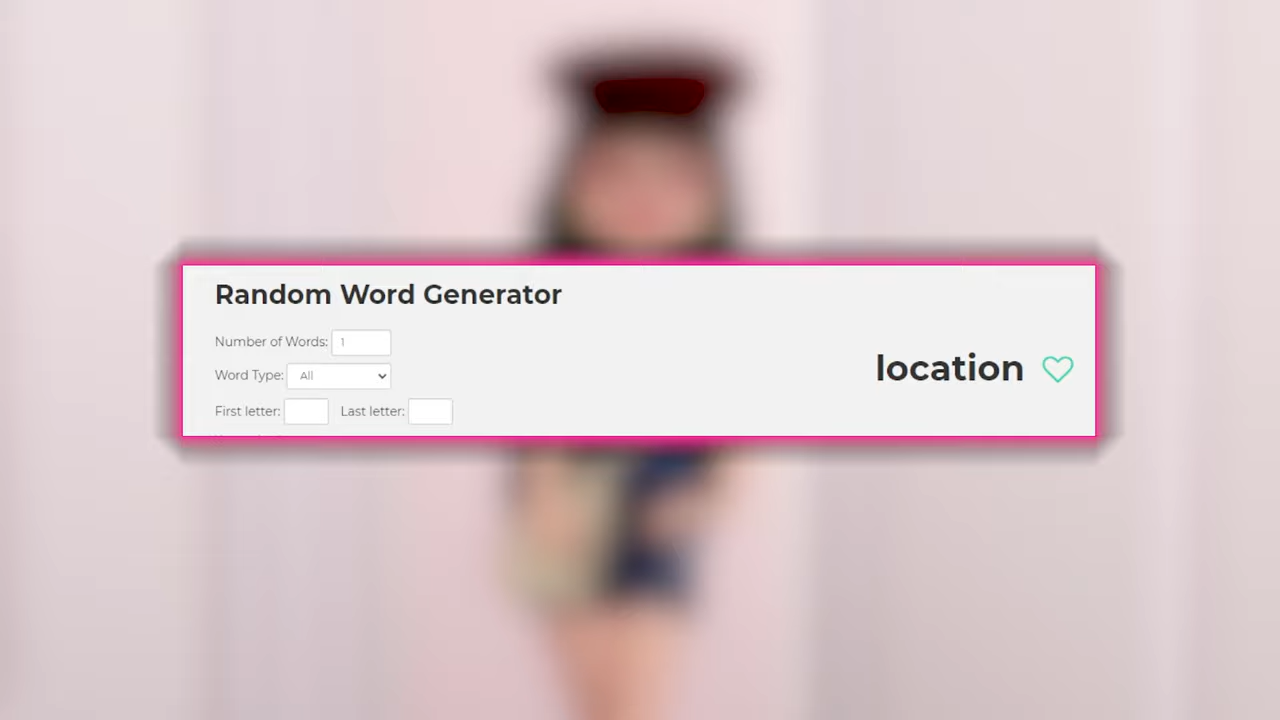 Random Word Generator
Number of Words: 1
Word Type: All
First letter: Last letter:
location